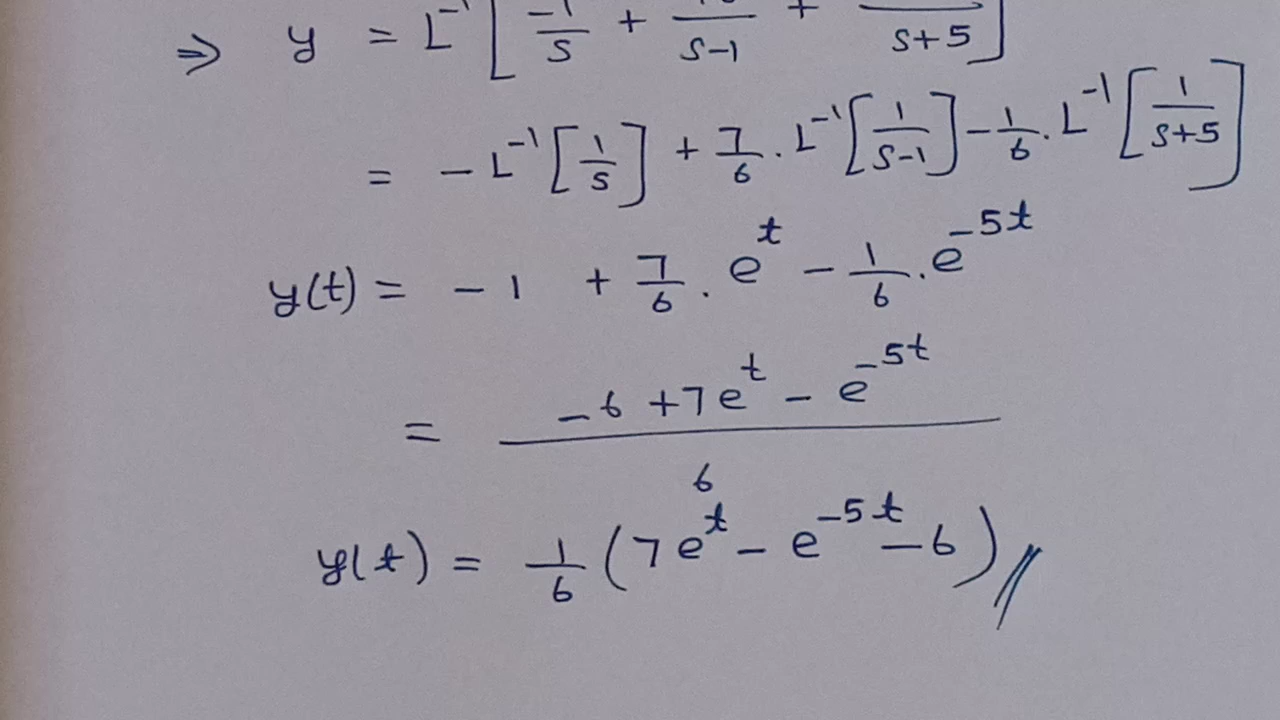 ⇒ y = L⁻¹[-1/s + /(s-1) + /(s+5)]
= - L⁻¹[1/s] + 7/6 . L⁻¹[1/(s-1)] - 1/6 . L⁻¹[1/(s+5)]
y(t) = - 1 + 7/6 . e^t - 1/6 . e^-5t
= (-6 + 7e^t - e^-5t)/6
y(t) = 1/6 (7e^t - e^-5t - 6)//